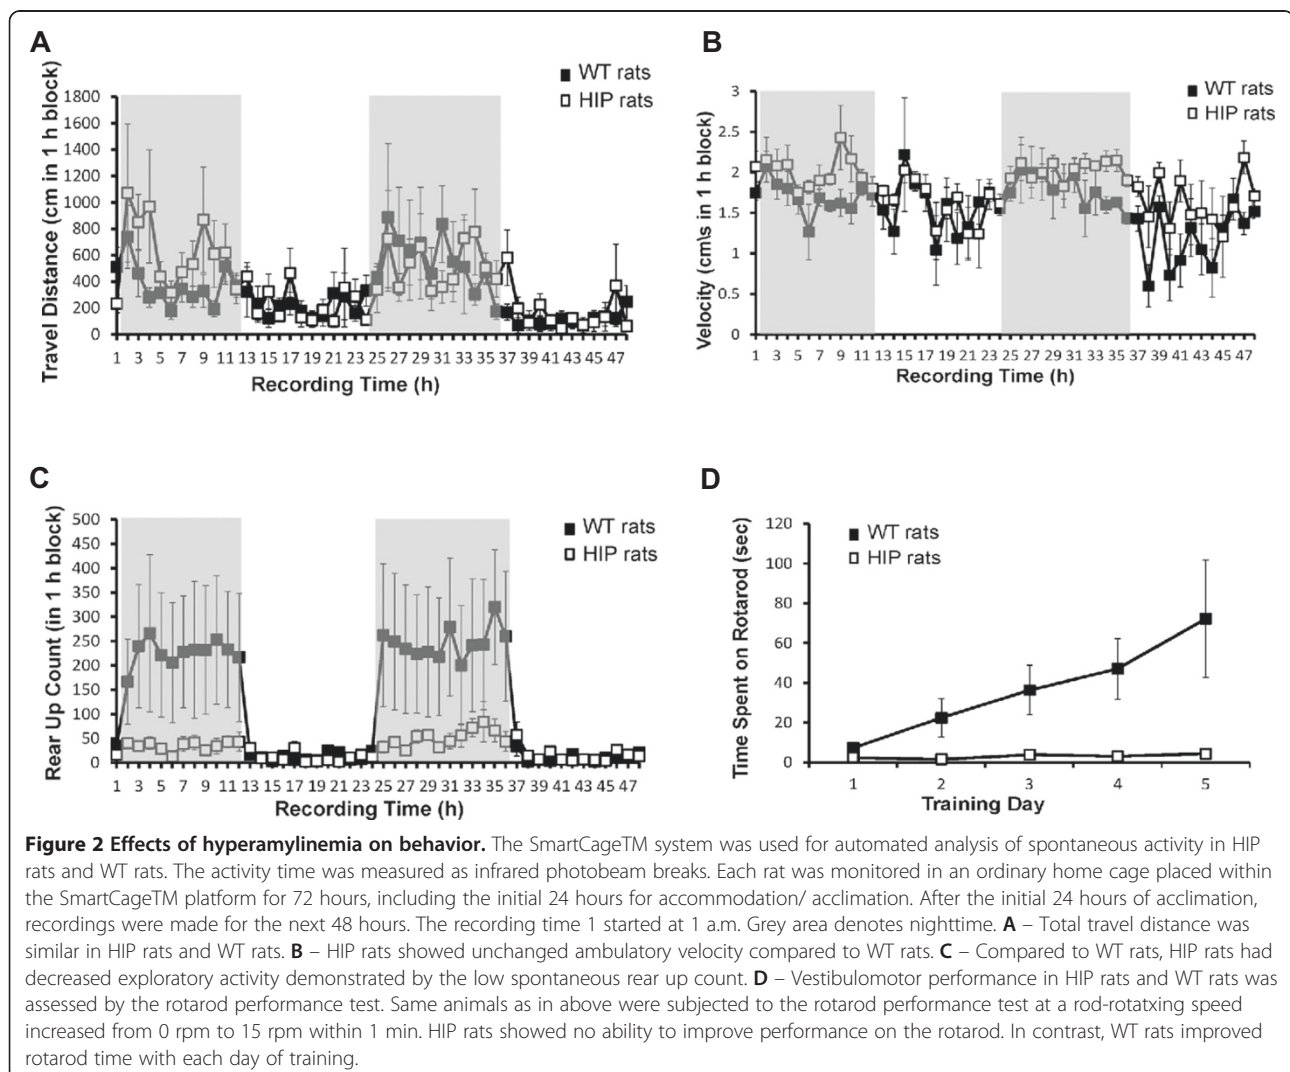 A
WT rats
HIP rats
Travel Distance (cm in 1 h block)
1800
1600
1400
1200
1000
800
600
400
200
0
1 3 5 7 9 11 13 15 17 19 21 23 25 27 29 31 33 35 37 39 41 43 45 47
Recording Time (h)
B
WT rats
HIP rats
Velocity (cm\s in 1 h block)
3
2.5
2
1.5
1
0.5
0
1 3 5 7 9 11 13 15 17 19 21 23 25 27 29 31 33 35 37 39 41 43 45 47
Recording Time (h)
C
WT rats
HIP rats
Rear Up Count (in 1 h block)
500
450
400
350
300
250
200
150
100
50
0
1 3 5 7 9 11 13 15 17 19 21 23 25 27 29 31 33 35 37 39 41 43 45 47
Recording Time (h)
D
WT rats
HIP rats
Time Spent on Rotarod (sec)
120
100
80
60
40
20
0
1 2 3 4 5
Training Day
Figure 2 Effects of hyperamylinemia on behavior. The SmartCageTM system was used for automated analysis of spontaneous activity in HIP
rats and WT rats. The activity time was measured as infrared photobeam breaks. Each rat was monitored in an ordinary home cage placed within
the SmartCageTM platform for 72 hours, including the initial 24 hours for accommodation/ acclimation. After the initial 24 hours of acclimation,
recordings were made for the next 48 hours. The recording time 1 started at 1 a.m. Grey area denotes nighttime. A – Total travel distance was
similar in HIP rats and WT rats. B – HIP rats showed unchanged ambulatory velocity compared to WT rats. C – Compared to WT rats, HIP rats had
decreased exploratory activity demonstrated by the low spontaneous rear up count. D – Vestibulomotor performance in HIP rats and WT rats was
assessed by the rotarod performance test. Same animals as in above were subjected to the rotarod performance test at a rod-rotatxing speed
increased from 0 rpm to 15 rpm within 1 min. HIP rats showed no ability to improve performance on the rotarod. In contrast, WT rats improved
rotarod time with each day of training.